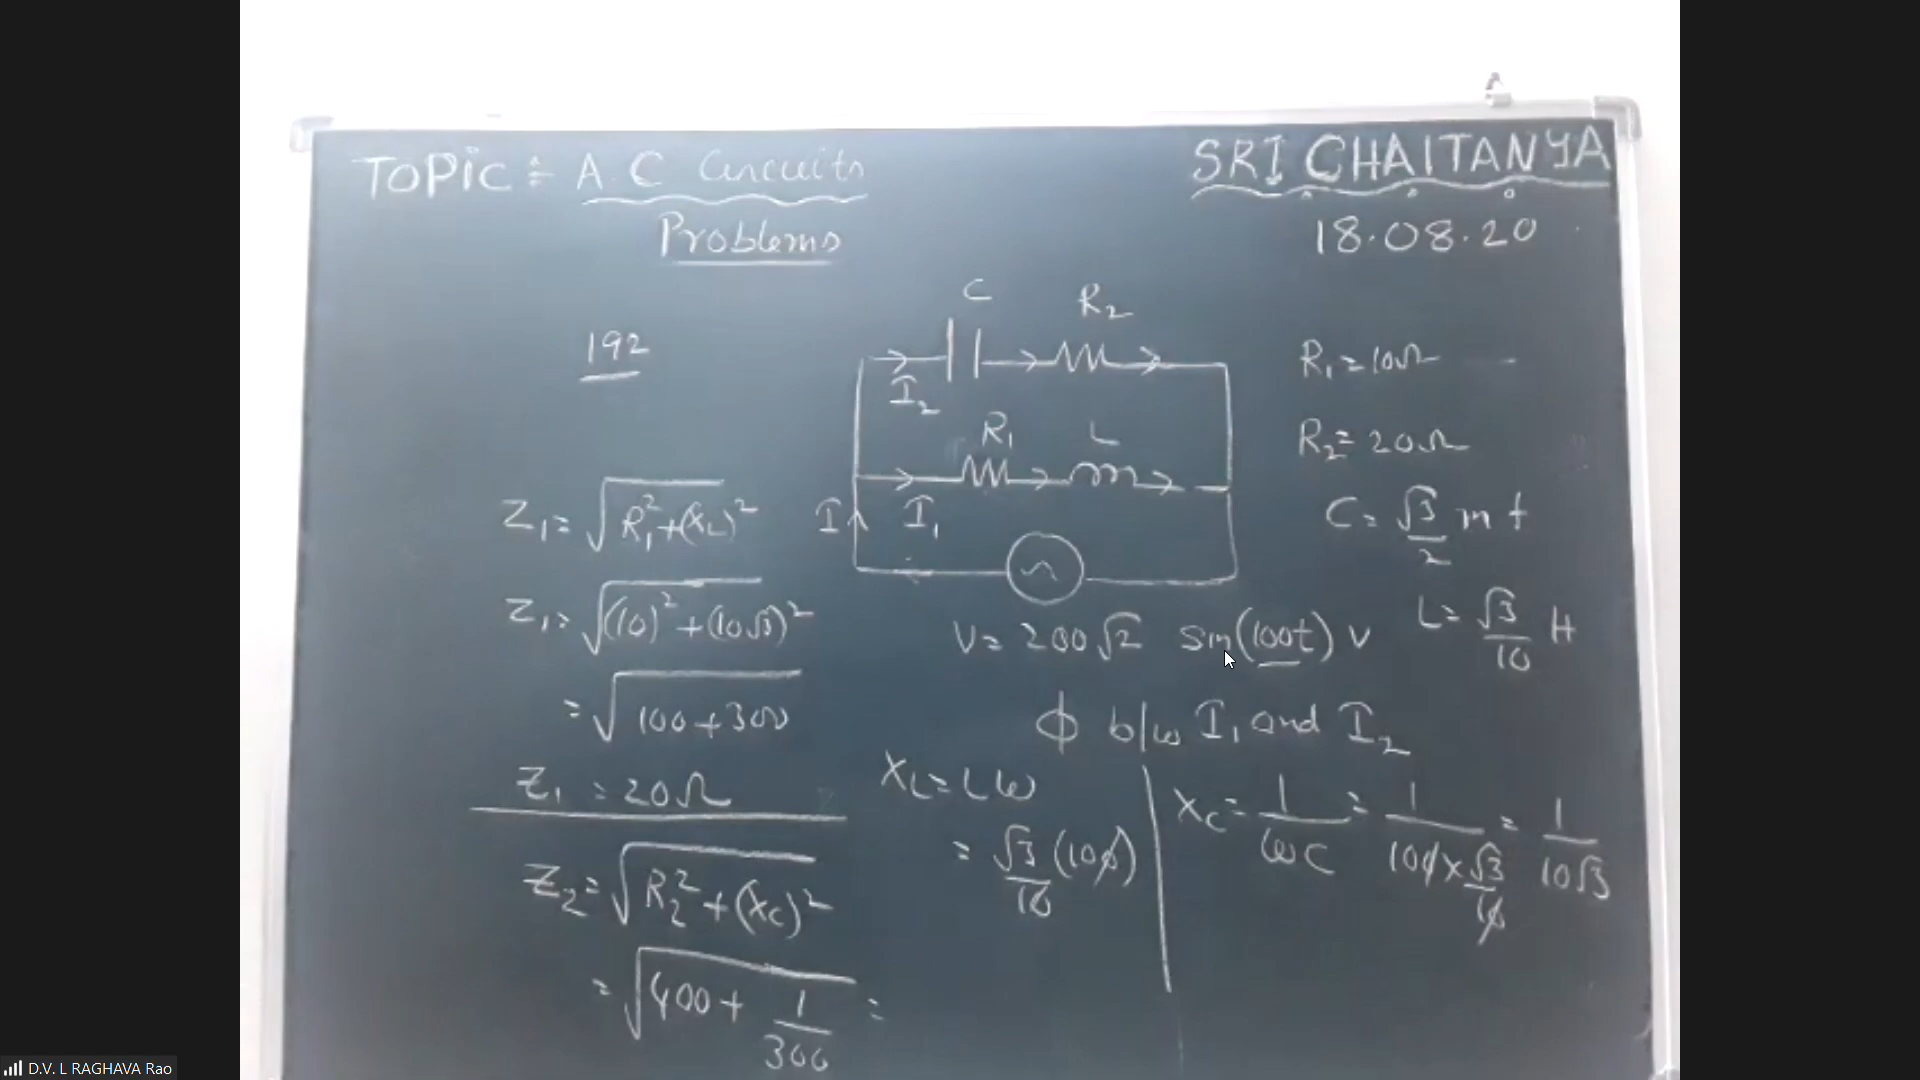 TOPIC :- A.C Circuits
Problems
SRI CHAITANYA
18.08.20
192
C
R₂
I₂
R₁
L
I
I₁
V = 200√2 sin(100t) V
R₁ = 10Ω
R₂ = 20Ω
C = √3/2 m f
L = √3/10 H
ϕ b/w I₁ and I₂
Z₁ = √(R₁² + (X_L)²)
Z₁ = √((10)² + (10√3)²)
= √(100 + 300)
Z₁ = 20Ω
Z₂ = √(R₂² + (X_C)²)
= √(400 + 1/300) =
X_L = Lω
= √3/10 (100)
X_C = 1/ωC = 1/(100 × √3/10) = 1/10√3
D.V. L RAGHAVA Rao